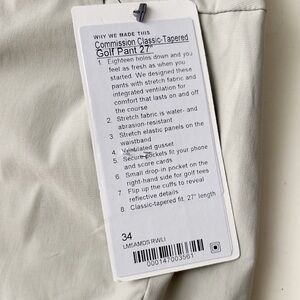 WHY WE MADE THIS
Commission Classic-Tapered
Golf Pant 27"
1 Eighteen holes down and you
feel as fresh as when you
started. We designed these
pants with stretch fabric and
integrated ventilation for
comfort that lasts on and off
the course
2 Stretch fabric is water- and
abrasion-resistant
3 Stretch elastic panels on the
waistband
4 Ventilated gusset
5 Secure pockets fit your phone
and score cards
6 Small drop-in pocket on the
right-hand side for golf tees
7 Flip up the cuffs to reveal
reflective details
8 Classic-tapered fit, 27" length
34
LM5AMDS RWLI
000147003561